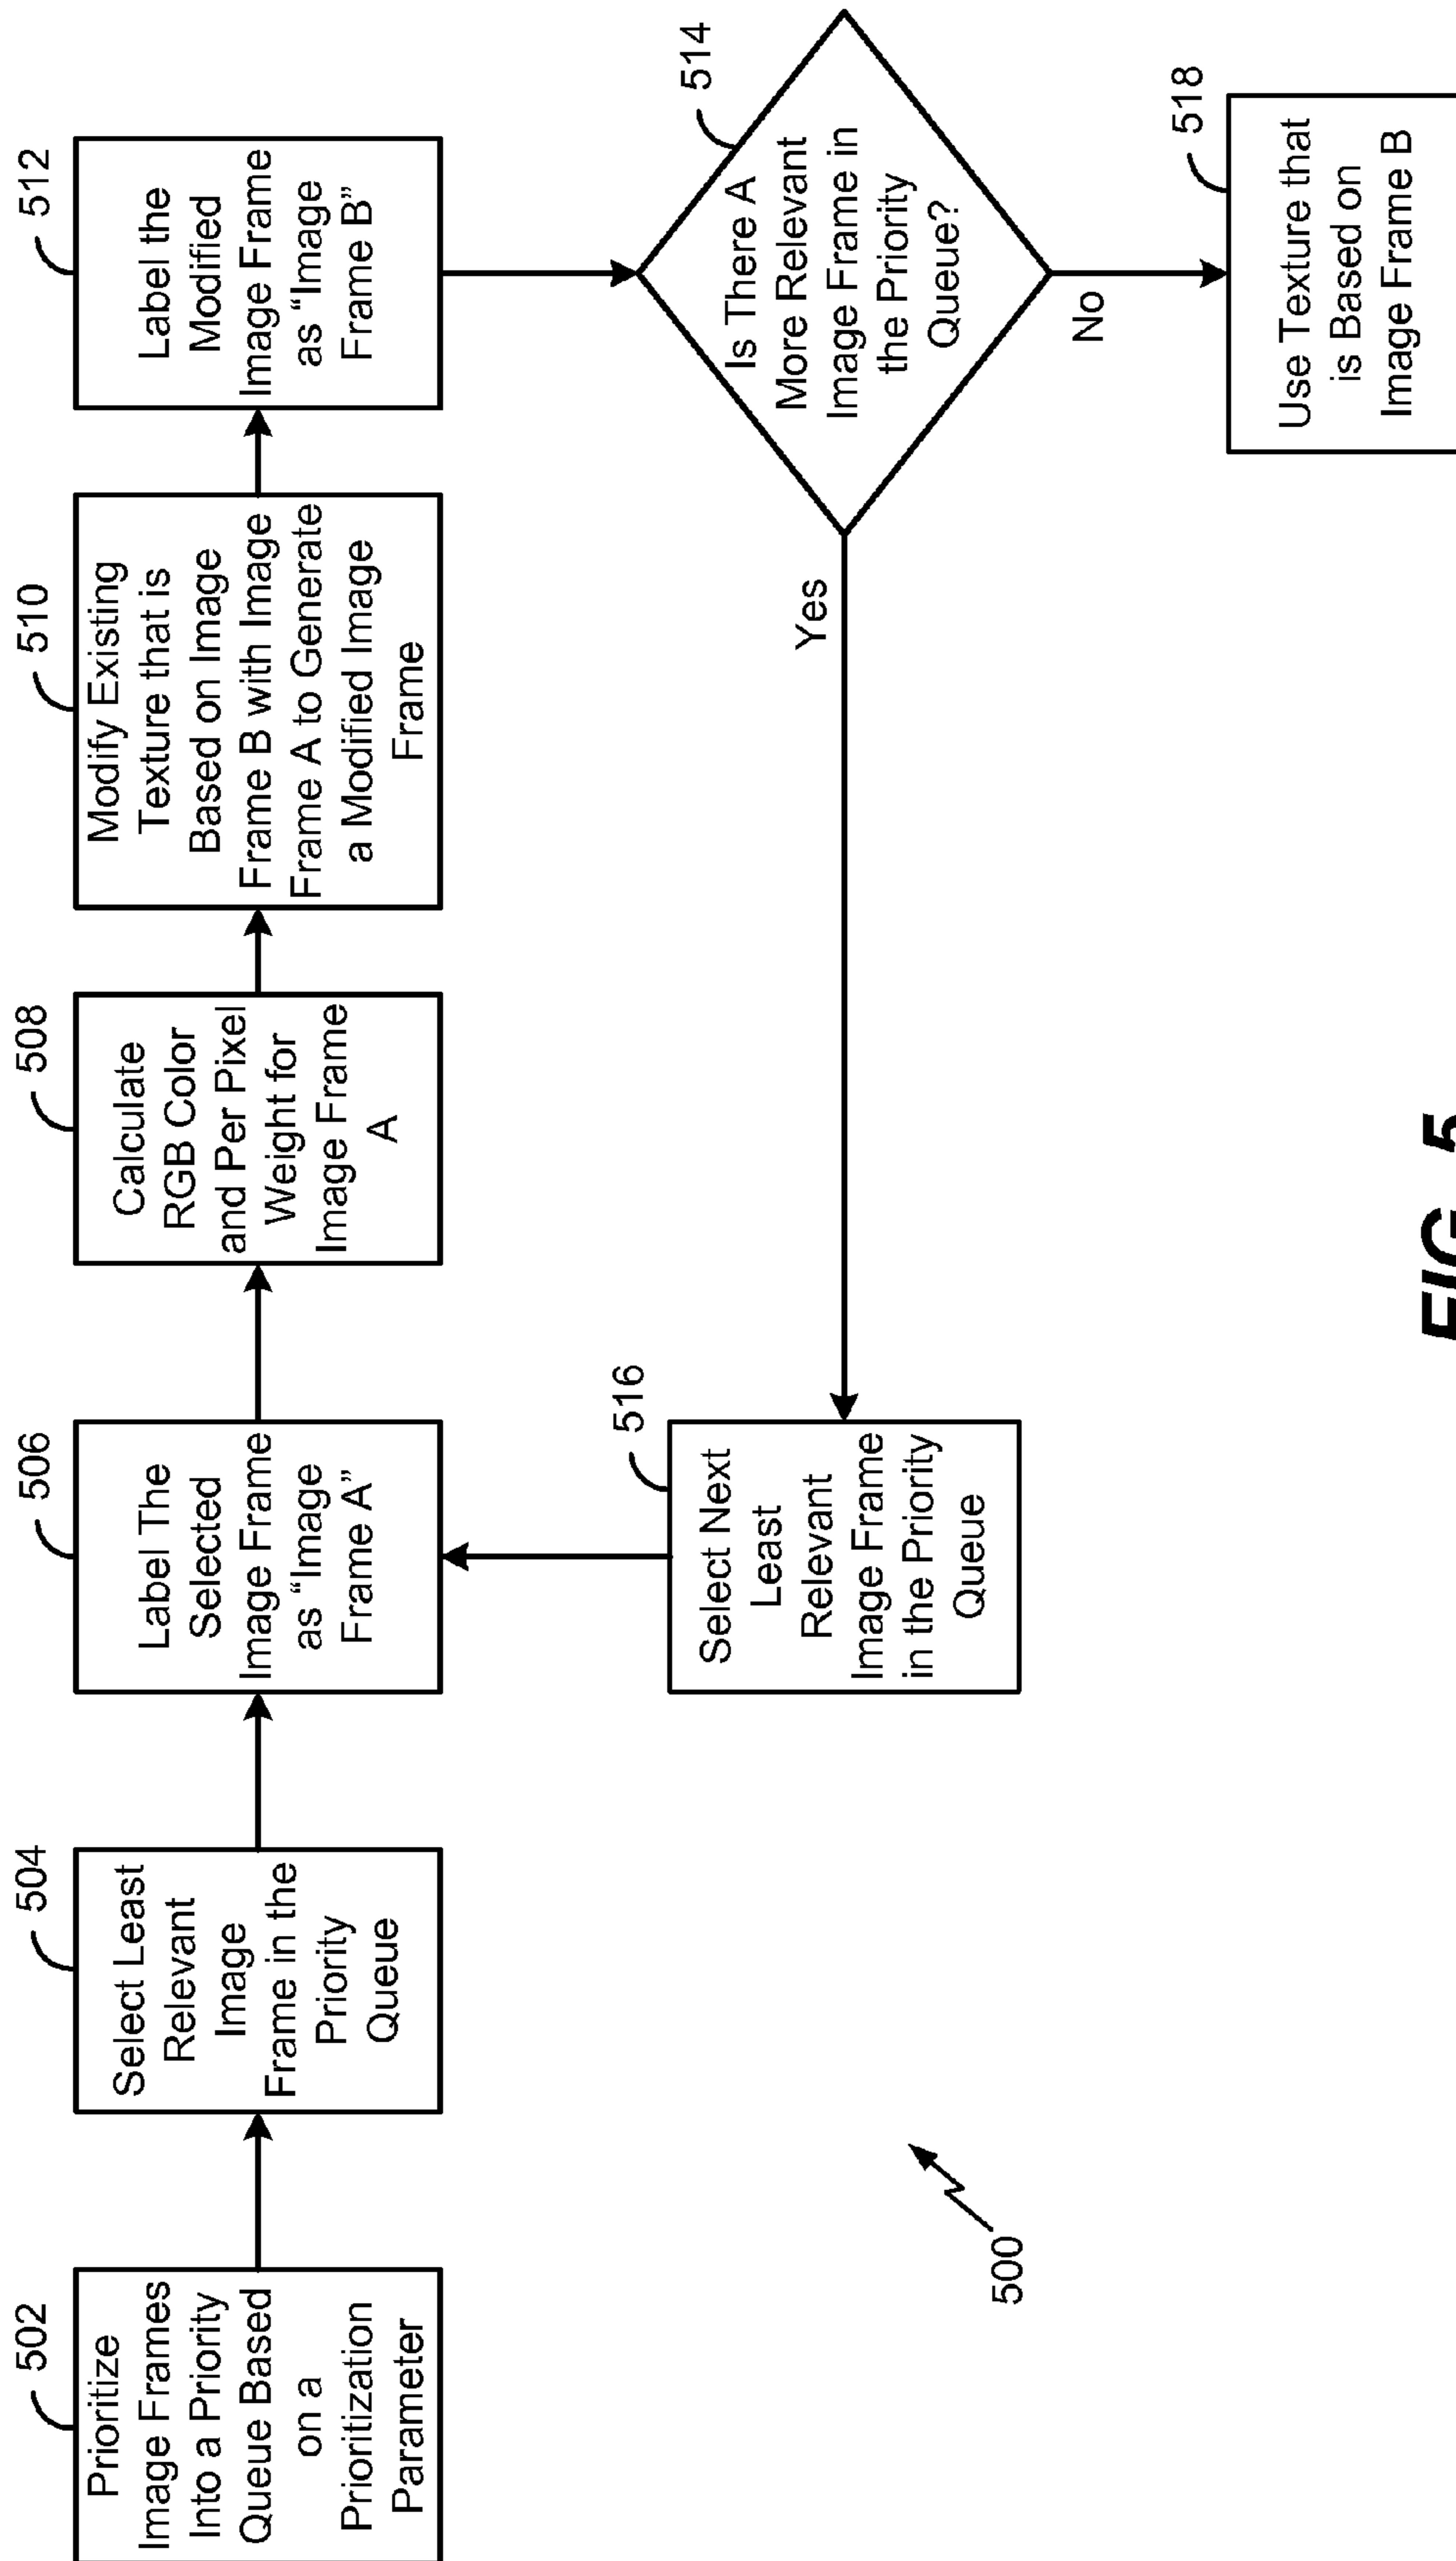 502
Prioritize
Image Frames
Into a Priority
Queue Based
on a
Prioritization
Parameter
504
Select Least
Relevant
Image
Frame in the
Priority
Queue
506
Label The
Selected
Image Frame
as “Image
Frame A”
508
Calculate
RGB Color
and Per Pixel
Weight for
Image Frame
A
510
Modify Existing
Texture that is
Based on Image
Frame B with Image
Frame A to Generate
a Modified Image
Frame
512
Label the
Modified
Image Frame
as “Image
Frame B”
514
Is There A
More Relevant
Image Frame in
the Priority
Queue?
Yes
No
516
Select Next
Least
Relevant
Image Frame
in the Priority
Queue
518
Use Texture that
is Based on
Image Frame B
500
FIG. 5